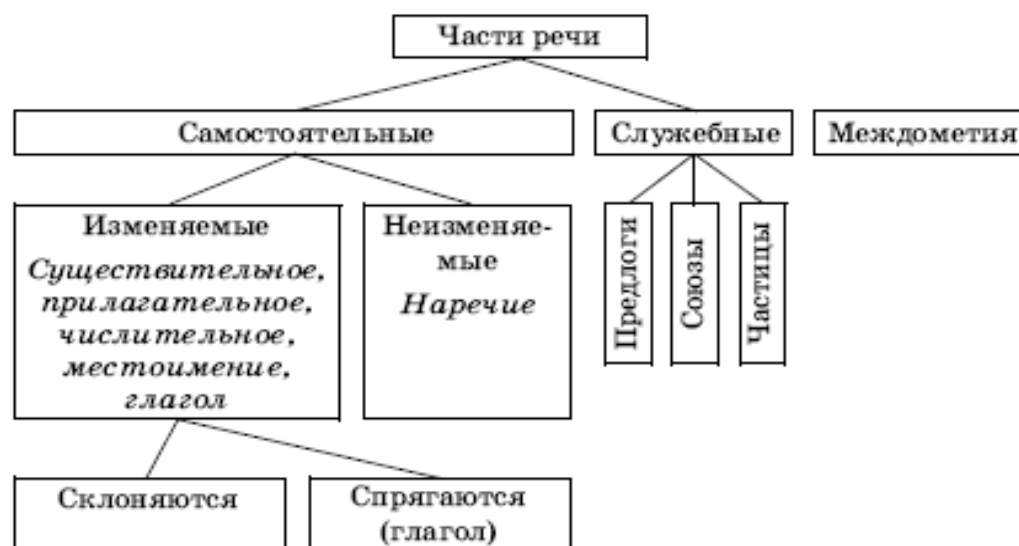 Части речи
Самостоятельные
Служебные
Междометия
Изменяемые
Существительное,
прилагательное,
числительное,
местоимение,
глагол
Неизменяе-
мые
Наречие
Предлоги
Союзы
Частицы
Склоняются
Спрягаются
(глагол)